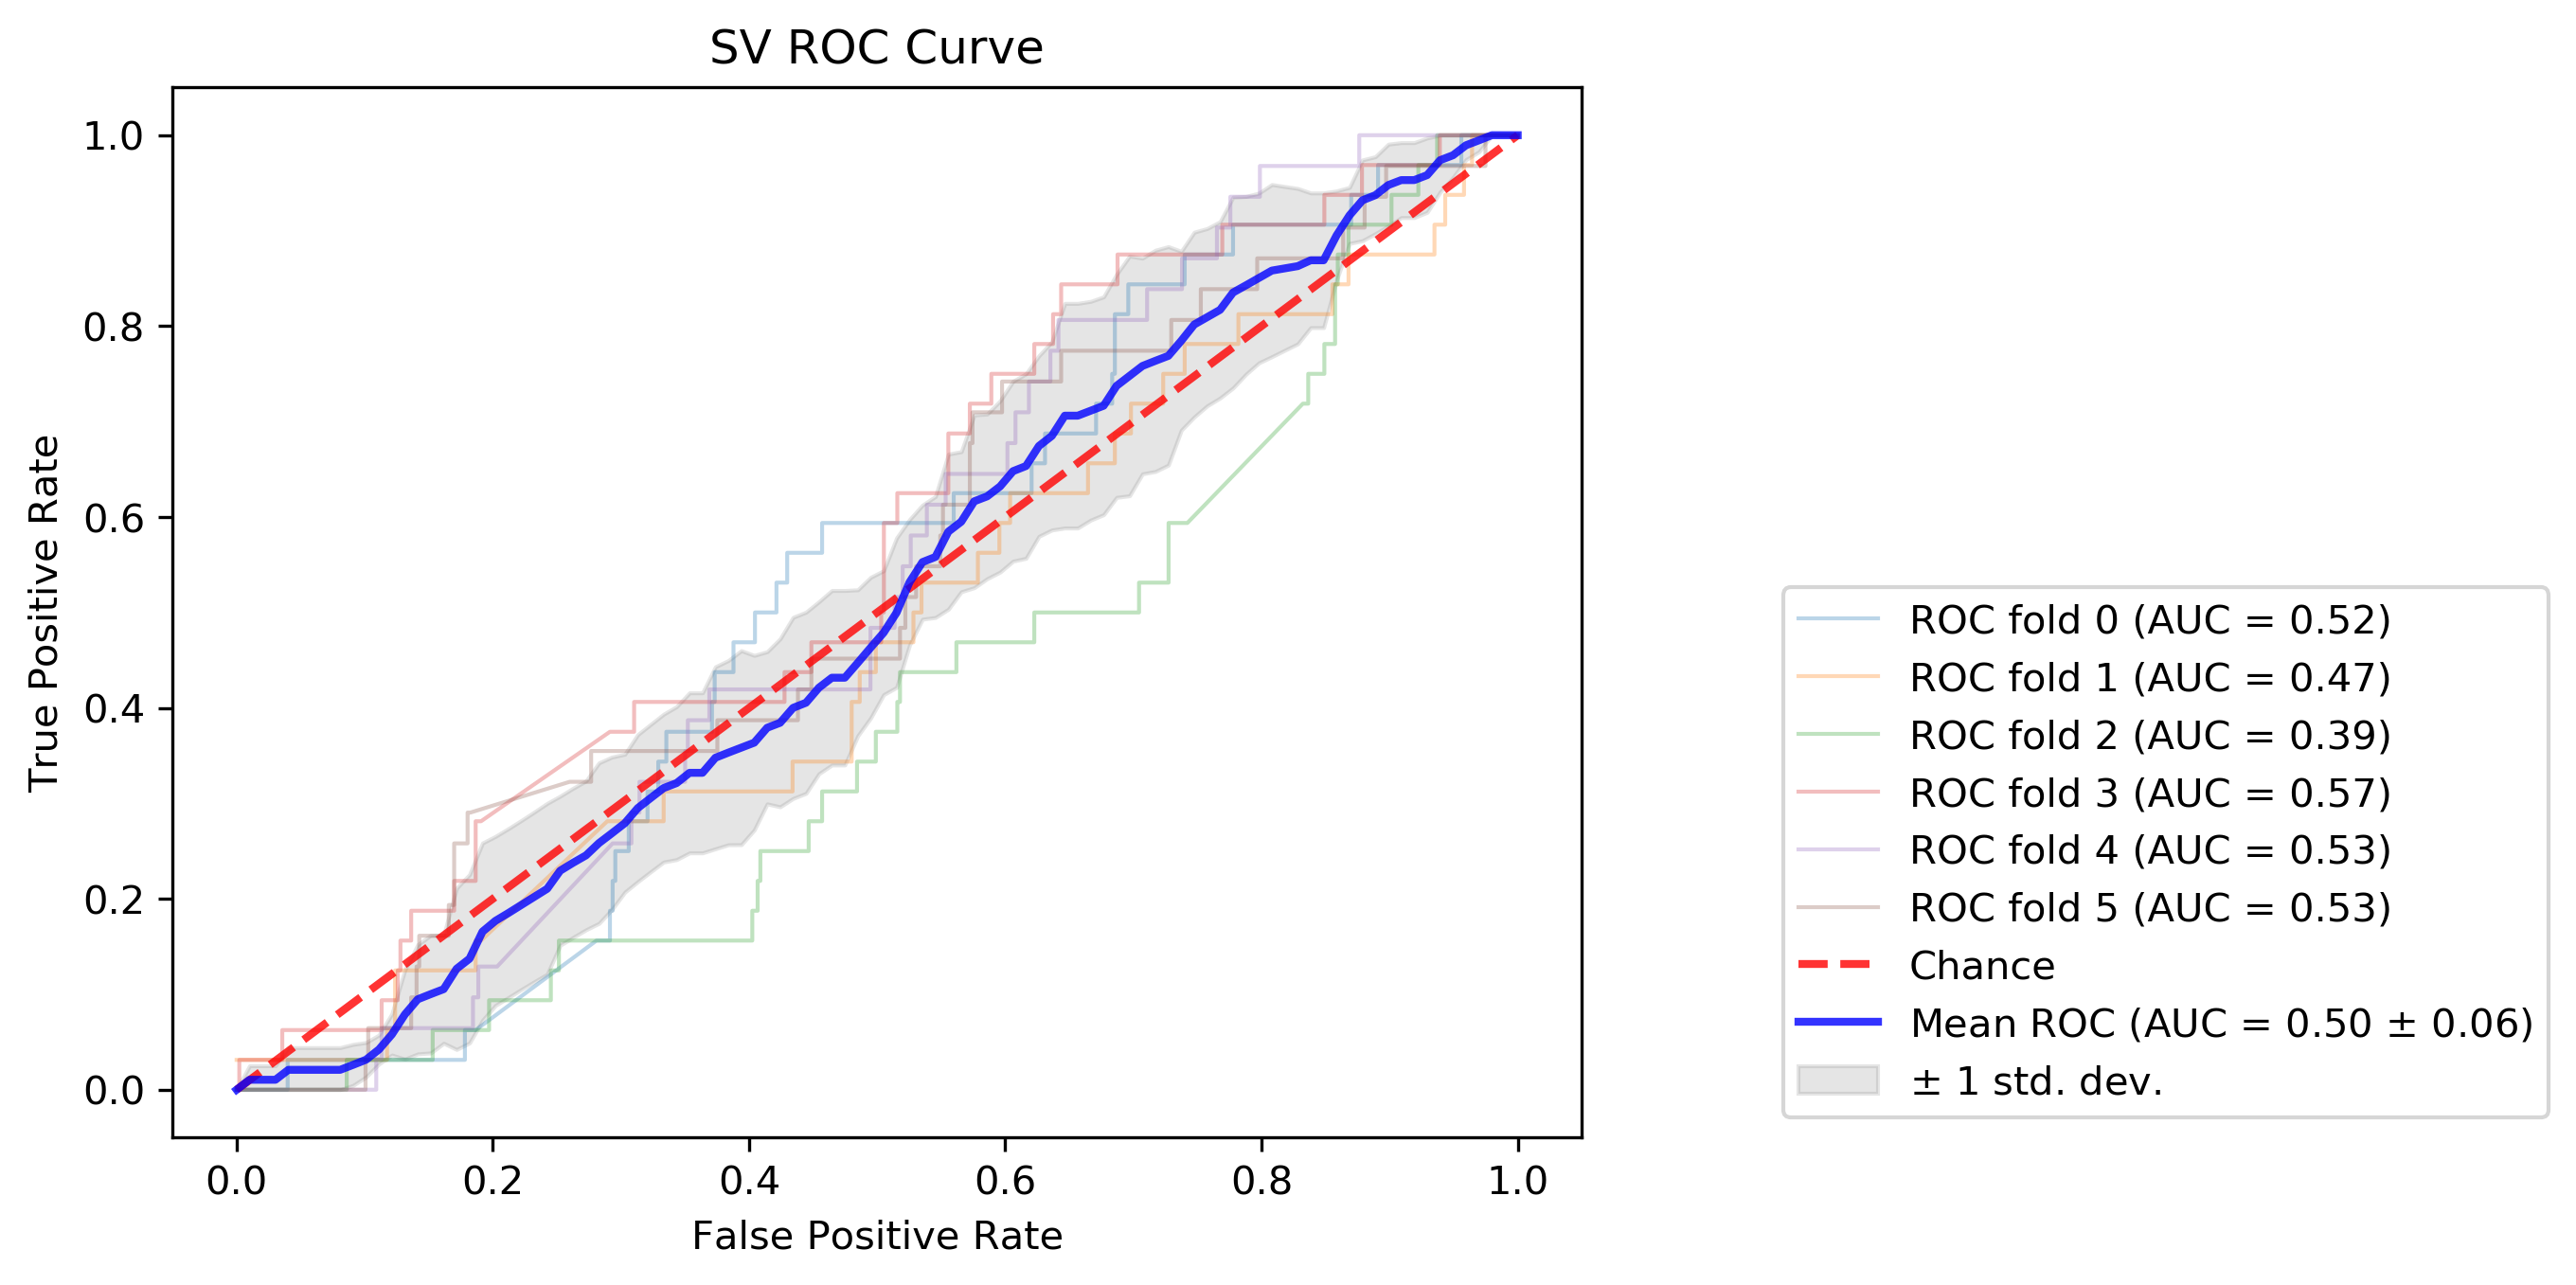 SV ROC Curve
1.0
0.8
0.6
0.4
0.2
0.0
True Positive Rate
0.0 0.2 0.4 0.6 0.8 1.0
False Positive Rate
ROC fold 0 (AUC = 0.52)
ROC fold 1 (AUC = 0.47)
ROC fold 2 (AUC = 0.39)
ROC fold 3 (AUC = 0.57)
ROC fold 4 (AUC = 0.53)
ROC fold 5 (AUC = 0.53)
Chance
Mean ROC (AUC = 0.50 ± 0.06)
± 1 std. dev.